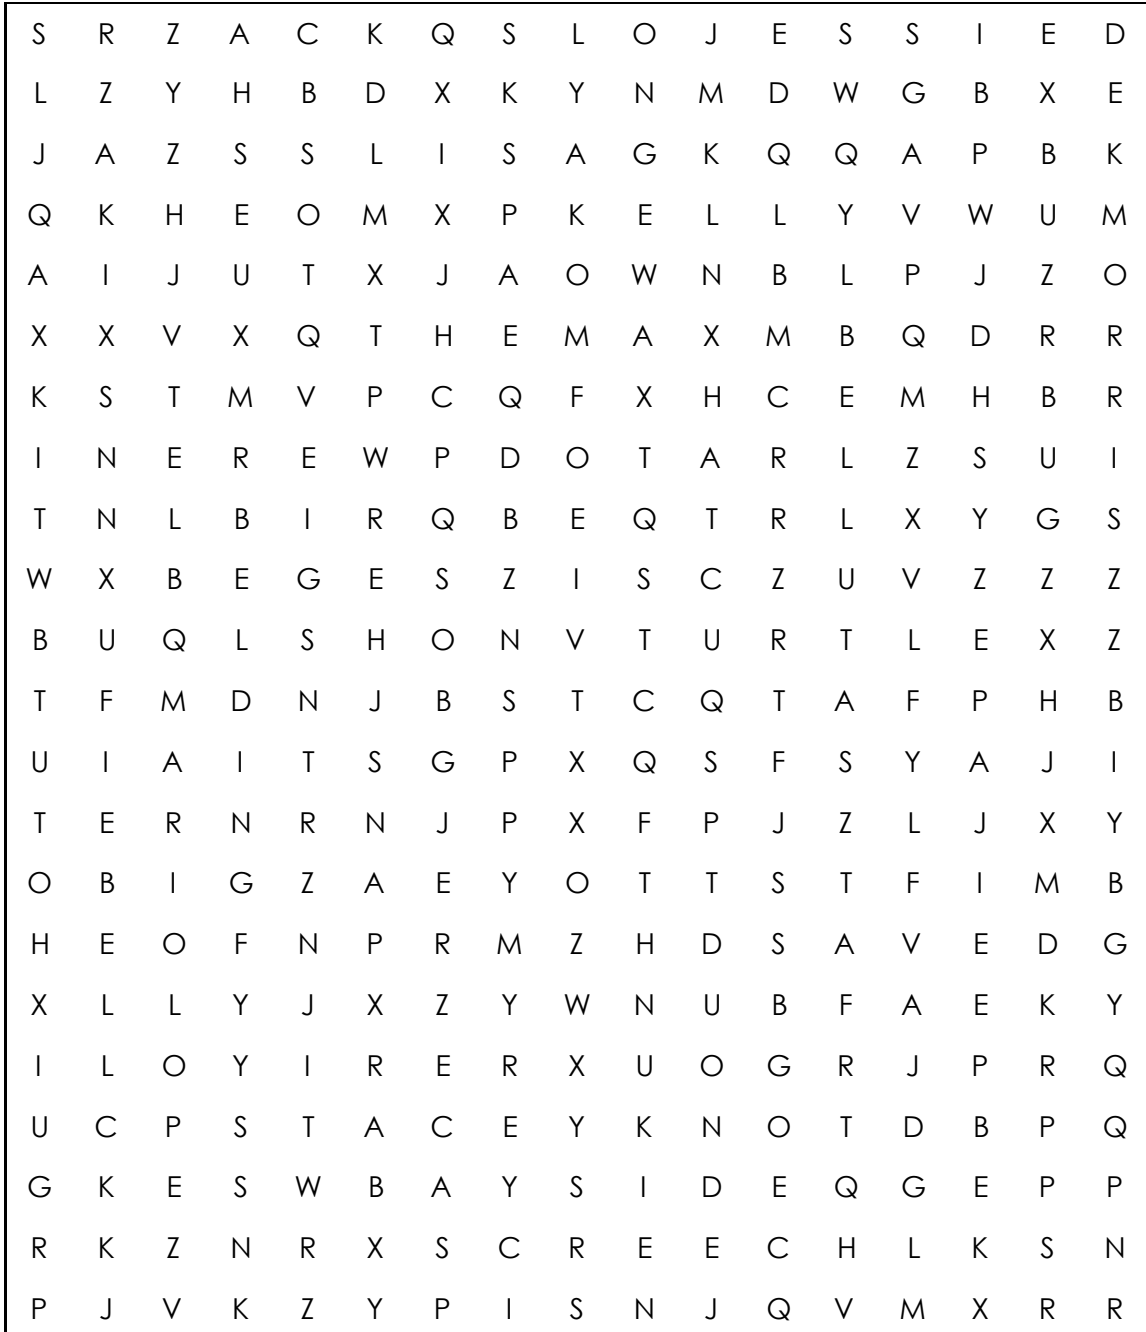 S R Z A C K Q S L O J E S S I E D
L Z Y H B D X K Y N M D W G B X E
J A Z S S L I S A G K Q Q A P B K
Q K H E O M X P K E L L Y V W U M
A I J U T X J A O W N B L P J Z O
X X V X Q T H E M A X M B Q D R R
K S T M V P C Q F X H C E M H B R
I N E R E W P D O T A R L Z S U I
T N L B I R Q B E Q T R L X Y G S
W X B E G E S Z I S C Z U V Z Z Z
B U Q L S H O N V T U R T L E X Z
T F M D N J B S T C Q T A F P H B
U I A I T S G P X Q S F S Y A J I
T E R N R N J P X F P J Z L J X Y
O B I G Z A E Y O T T S T F I M B
H E O F N P R M Z H D S A V E D G
X L L Y J X Z Y W N U B F A E K Y
I L O Y I R E R X U O G R J P R Q
U C P S T A C E Y K N O T D B P Q
G K E S W B A Y S I D E Q G E P P
R K Z N R X S C R E E C H L K S N
P J V K Z Y P I S N J Q V M X R R